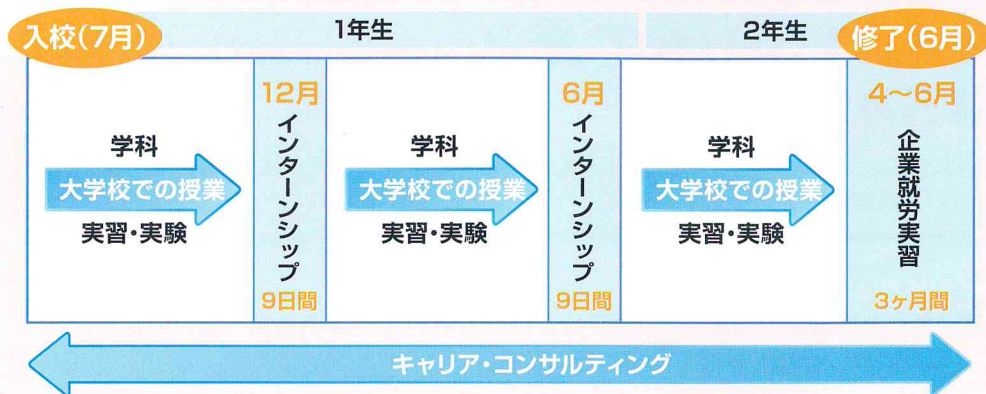 入校(7月)
1年生
2年生
修了(6月)
学科
大学校での授業
実習・実験
12月
インターンシップ
9日間
学科
大学校での授業
実習・実験
6月
インターンシップ
9日間
学科
大学校での授業
実習・実験
4〜6月
企業就労実習
3ヶ月間
キャリア・コンサルティング